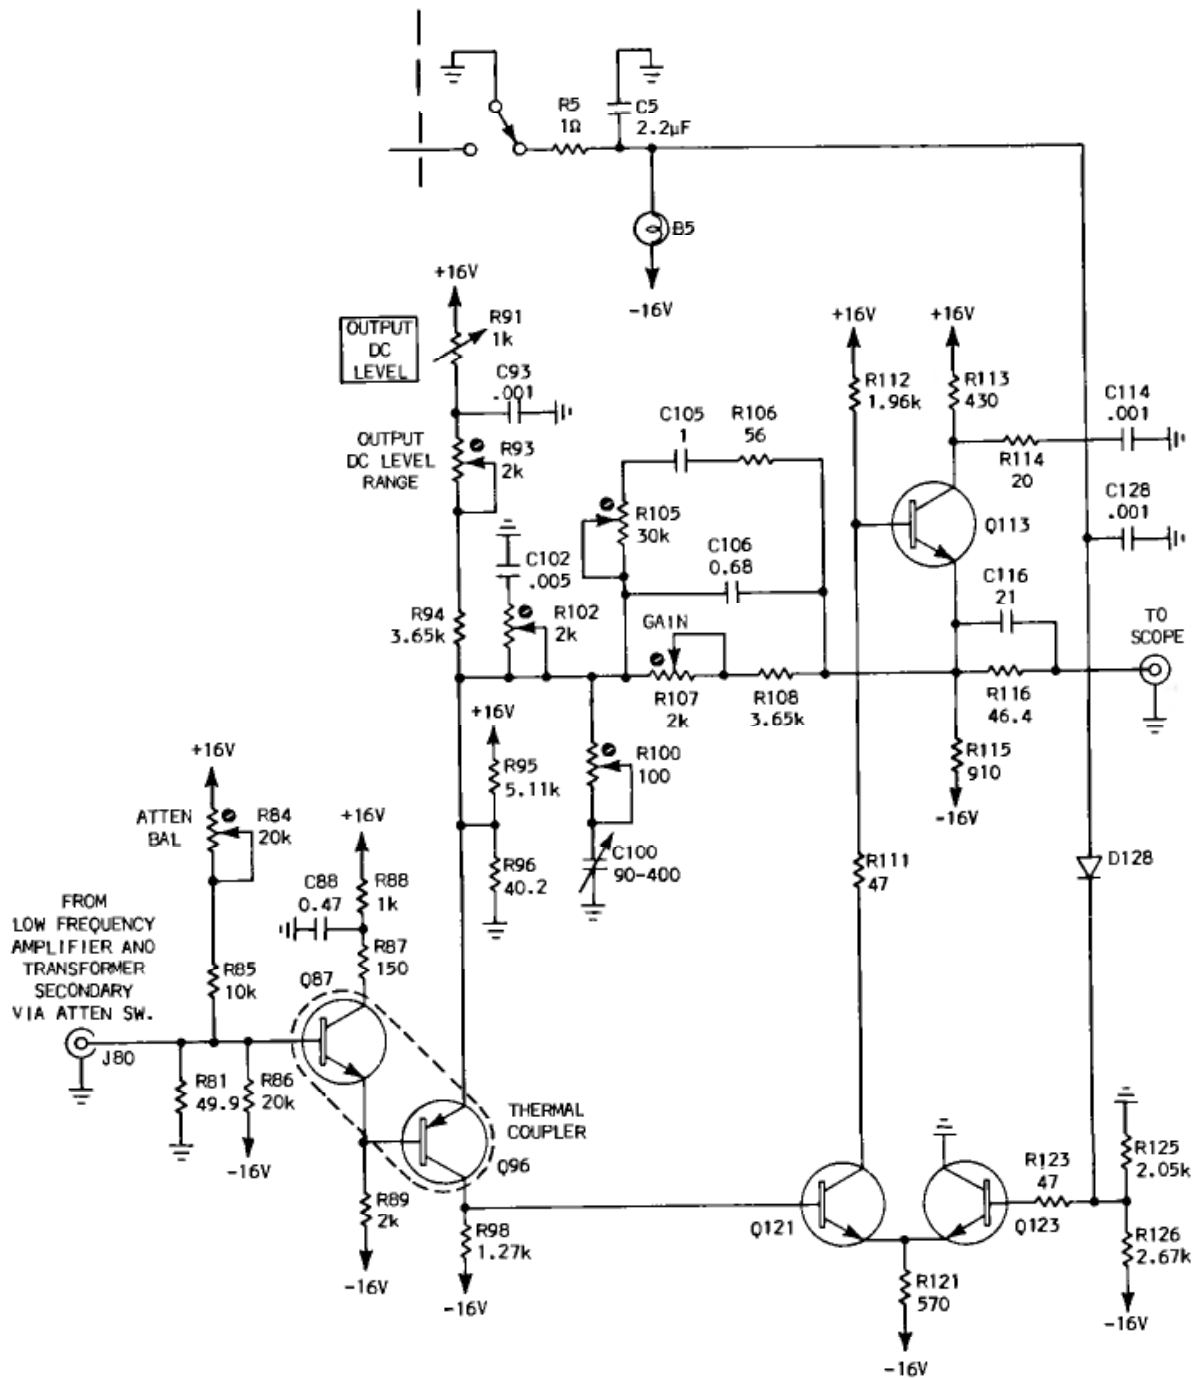 R5
1Ω
C5
2.2µF
B5
-16V
+16V
OUTPUT
DC
LEVEL
R91
1k
C93
.001
OUTPUT
DC LEVEL
RANGE
R93
2k
C102
.005
R94
3.65k
R102
2k
C105
1
R106
56
R105
30k
C106
0.68
GAIN
R107
2k
R108
3.65k
+16V
+16V
R112
1.96k
R113
430
C114
.001
R114
20
Q113
C128
.001
C116
21
TO
SCOPE
R116
46.4
R115
910
-16V
+16V
R95
5.11k
R100
100
R96
40.2
C100
90-400
R111
47
D128
+16V
ATTEN
BAL
R84
20k
+16V
C88
0.47
R88
1k
R87
150
FROM
LOW FREQUENCY
AMPLIFIER AND
TRANSFORMER
SECONDARY
VIA ATTEN SW.
R85
10k
Q87
J80
R81
49.9
R86
20k
-16V
THERMAL
COUPLER
Q96
R89
2k
-16V
R98
1.27k
-16V
Q121
Q123
R123
47
R125
2.05k
R126
2.67k
-16V
R121
570
-16V